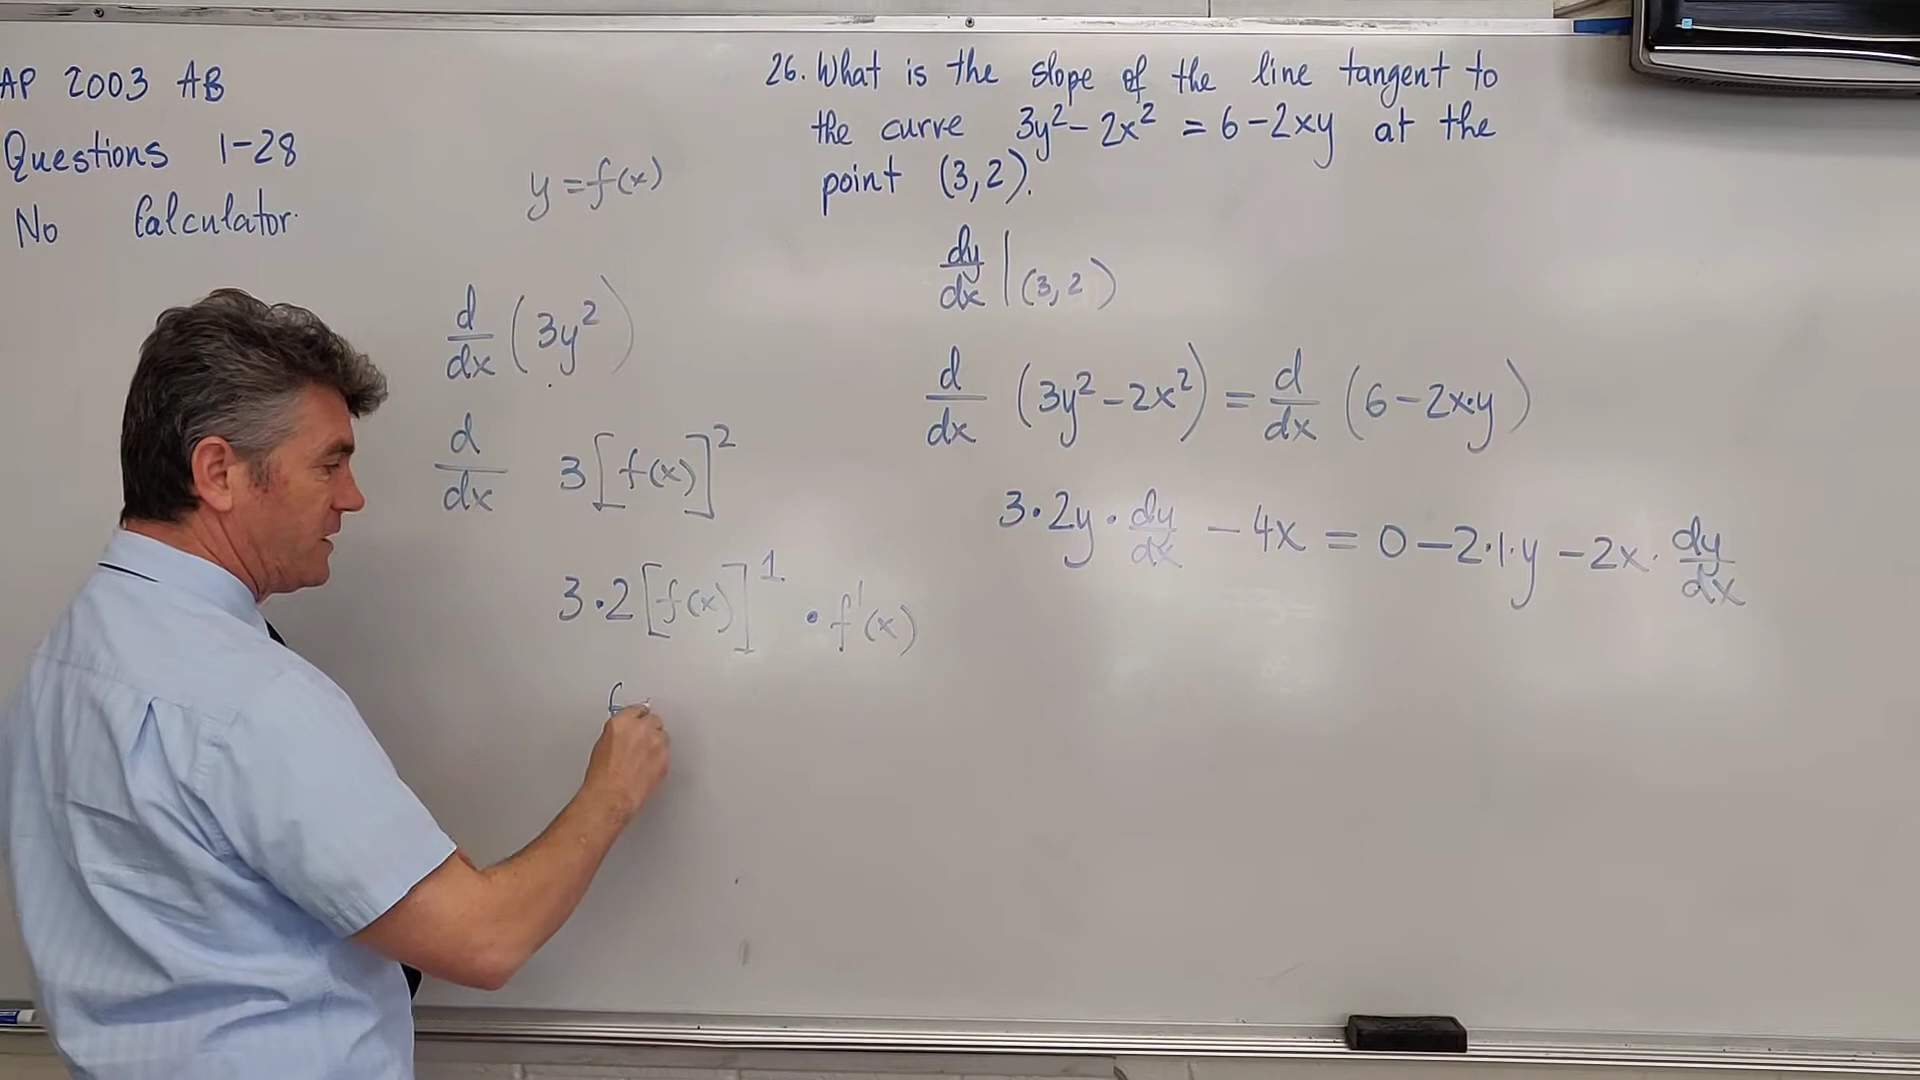 AP 2003 AB
Questions 1-28
No Calculator.
26. What is the slope of the line tangent to
the curve 3y² - 2x² = 6 - 2xy at the
point (3,2).
dy/dx |(3,2)
d/dx (3y² - 2x²) = d/dx (6 - 2x·y)
3·2y·dy/dx - 4x = 0 - 2·1·y - 2x·dy/dx
y = f(x)
d/dx (3y²)
d/dx 3[f(x)]²
3·2[f(x)]¹ · f'(x)